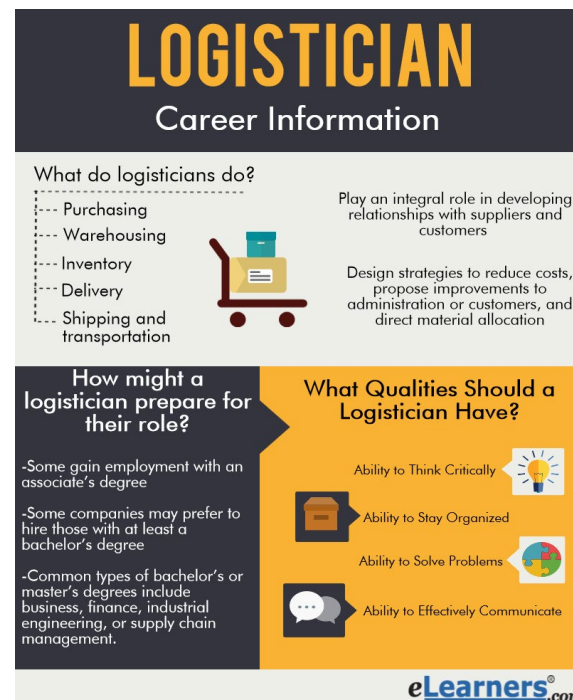 LOGISTICIAN
Career Information
What do logisticians do?
Purchasing
Warehousing
Inventory
Delivery
Shipping and
transportation
Play an integral role in developing
relationships with suppliers and
customers
Design strategies to reduce costs,
propose improvements to
administration or customers, and
direct material allocation
How might a
logistician prepare for
their role?
-Some gain employment with an
associate's degree
-Some companies may prefer to
hire those with at least a
bachelor's degree
-Common types of bachelor's or
master's degrees include
business, finance, industrial
engineering, or supply chain
management.
What Qualities Should a
Logistician Have?
Ability to Think Critically
Ability to Stay Organized
Ability to Solve Problems
Ability to Effectively Communicate
eLearners®.com